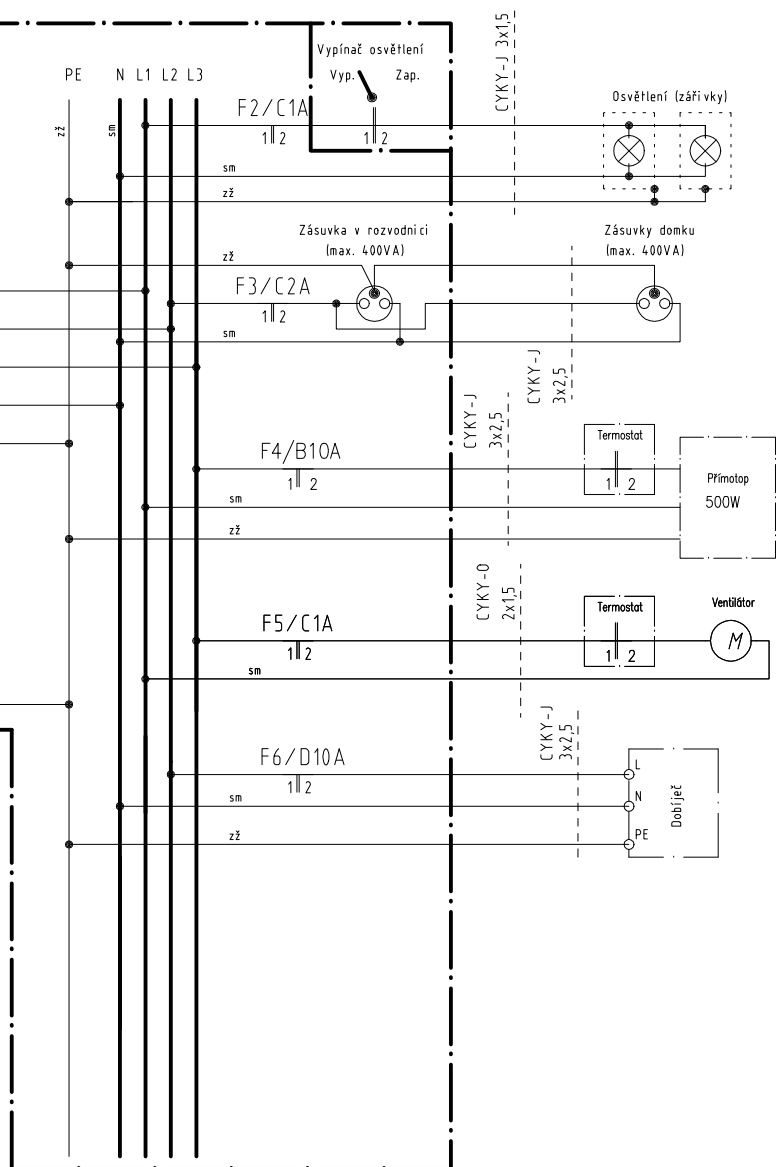 Vypínač osvětlení
Vyp. Zap.
PE N L1 L2 L3
CYKY-J 3x1,5
Osvětlení (zářivky)
F2/C1A
1 2
1 2
zž
sm
sm
zž
Zásuvka v rozvodnici
(max. 400VA)
Zásuvky domku
(max. 400VA)
zž
F3/C2A
1 2
sm
CYKY-J
3x2,5
CYKY-J
3x2,5
Termostat
F4/B10A
1 2
1 2
Přímotop
500W
sm
zž
CYKY-O
2x1,5
Termostat
Ventilátor
F5/C1A
1 2
1 2
M
sm
CYKY-J
3x2,5
F6/D10A
1 2
L
sm
N
Dobíječ
zž
PE